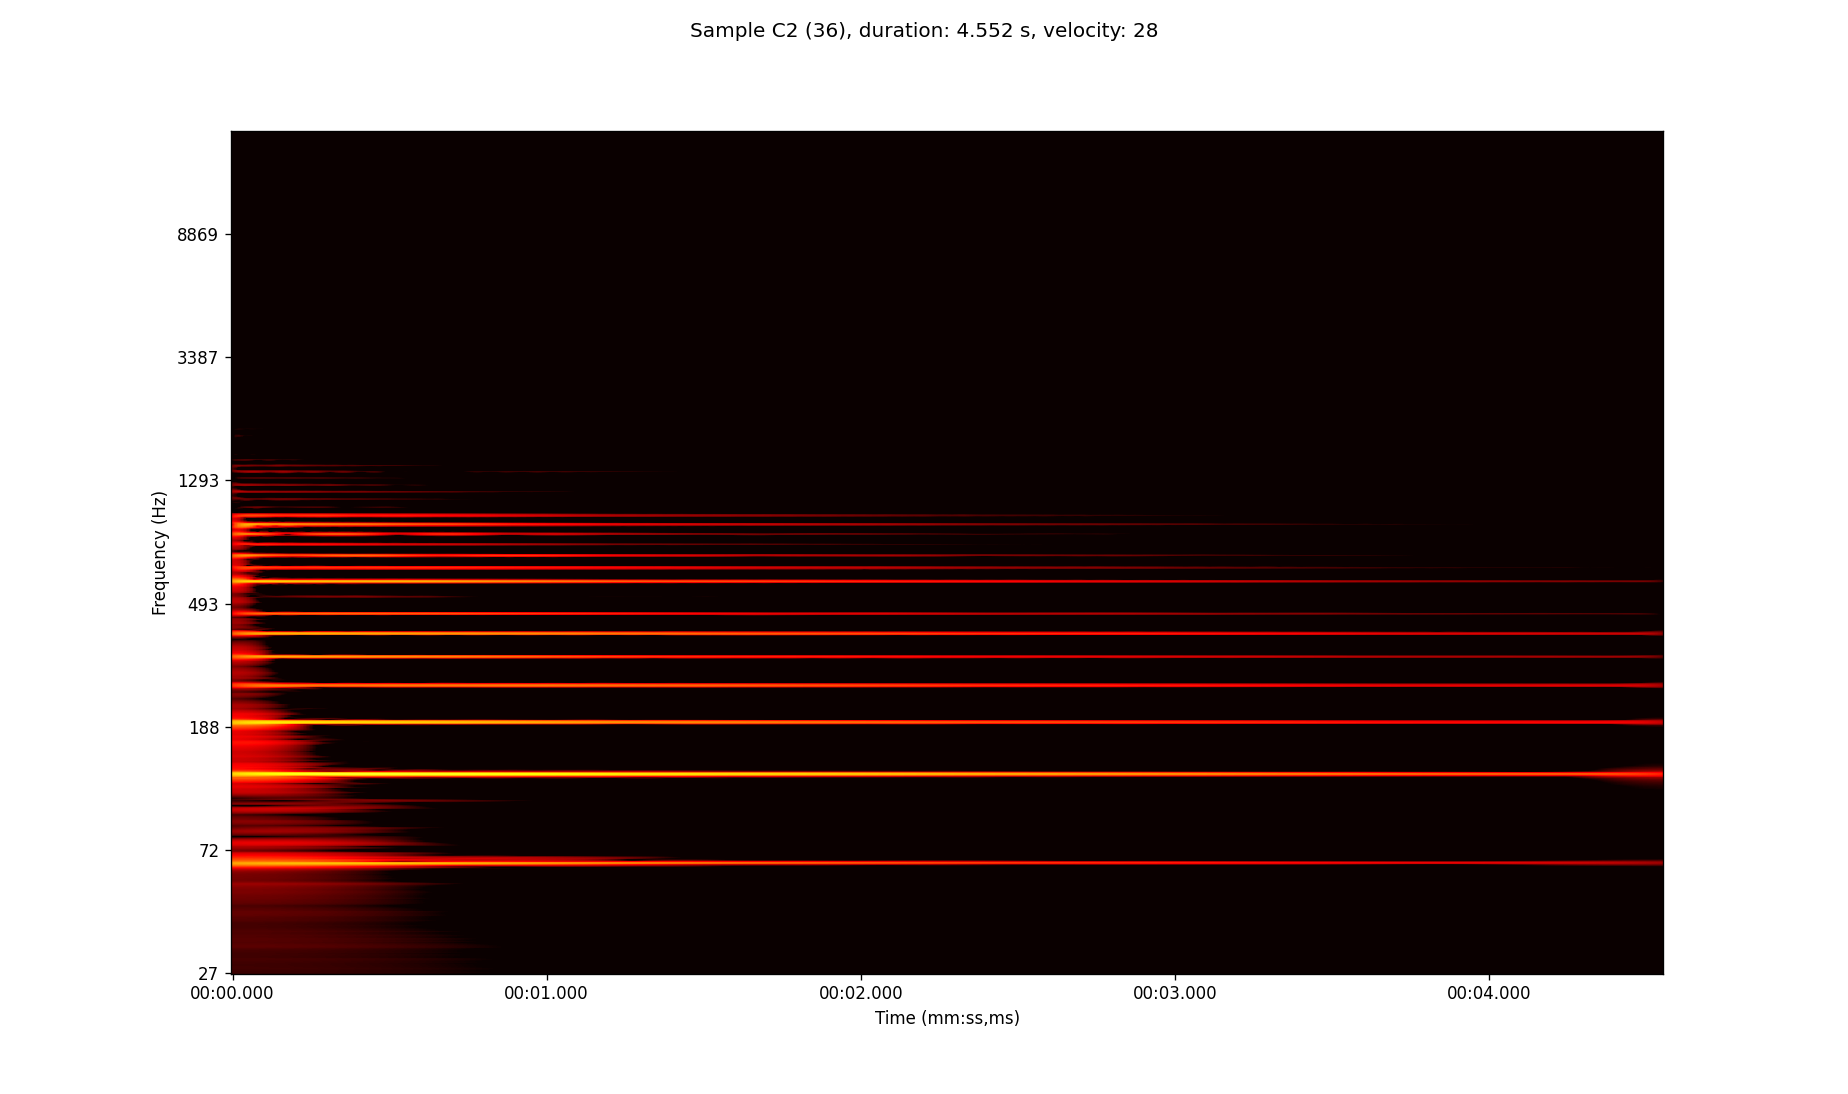 Sample C2 (36), duration: 4.552 s, velocity: 28
8869
3387
1293
493
188
72
27
Frequency (Hz)
00:00.000 00:01.000 00:02.000 00:03.000 00:04.000
Time (mm:ss,ms)